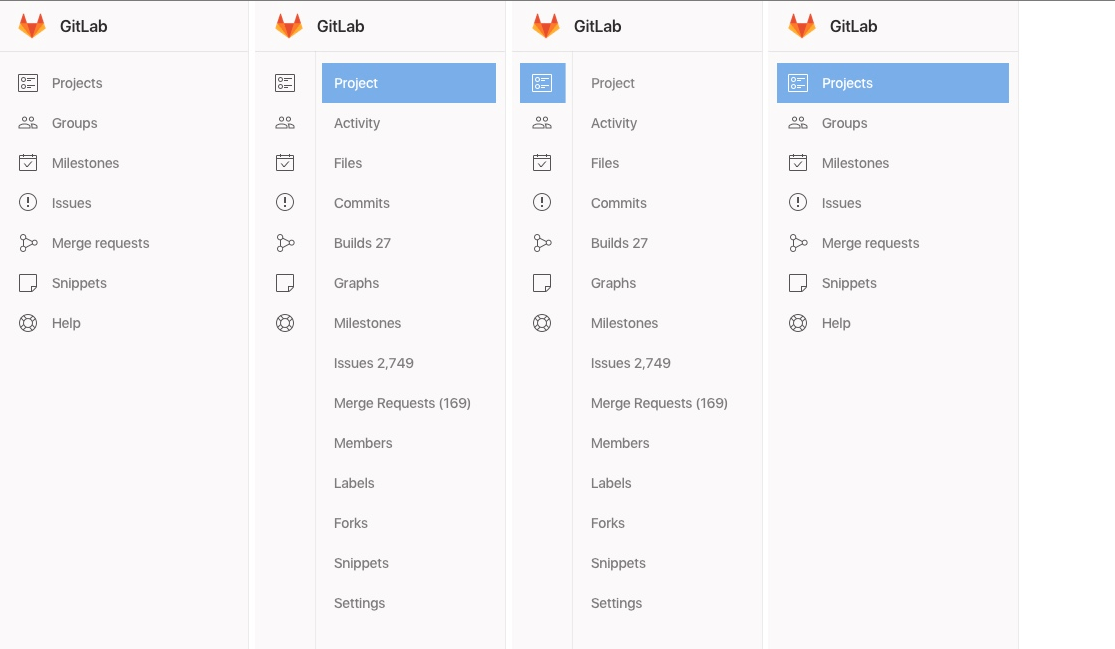 GitLab
Projects
Groups
Milestones
Issues
Merge requests
Snippets
Help
GitLab
Project
Activity
Files
Commits
Builds 27
Graphs
Milestones
Issues 2,749
Merge Requests (169)
Members
Labels
Forks
Snippets
Settings
GitLab
Project
Activity
Files
Commits
Builds 27
Graphs
Milestones
Issues 2,749
Merge Requests (169)
Members
Labels
Forks
Snippets
Settings
GitLab
Projects
Groups
Milestones
Issues
Merge requests
Snippets
Help